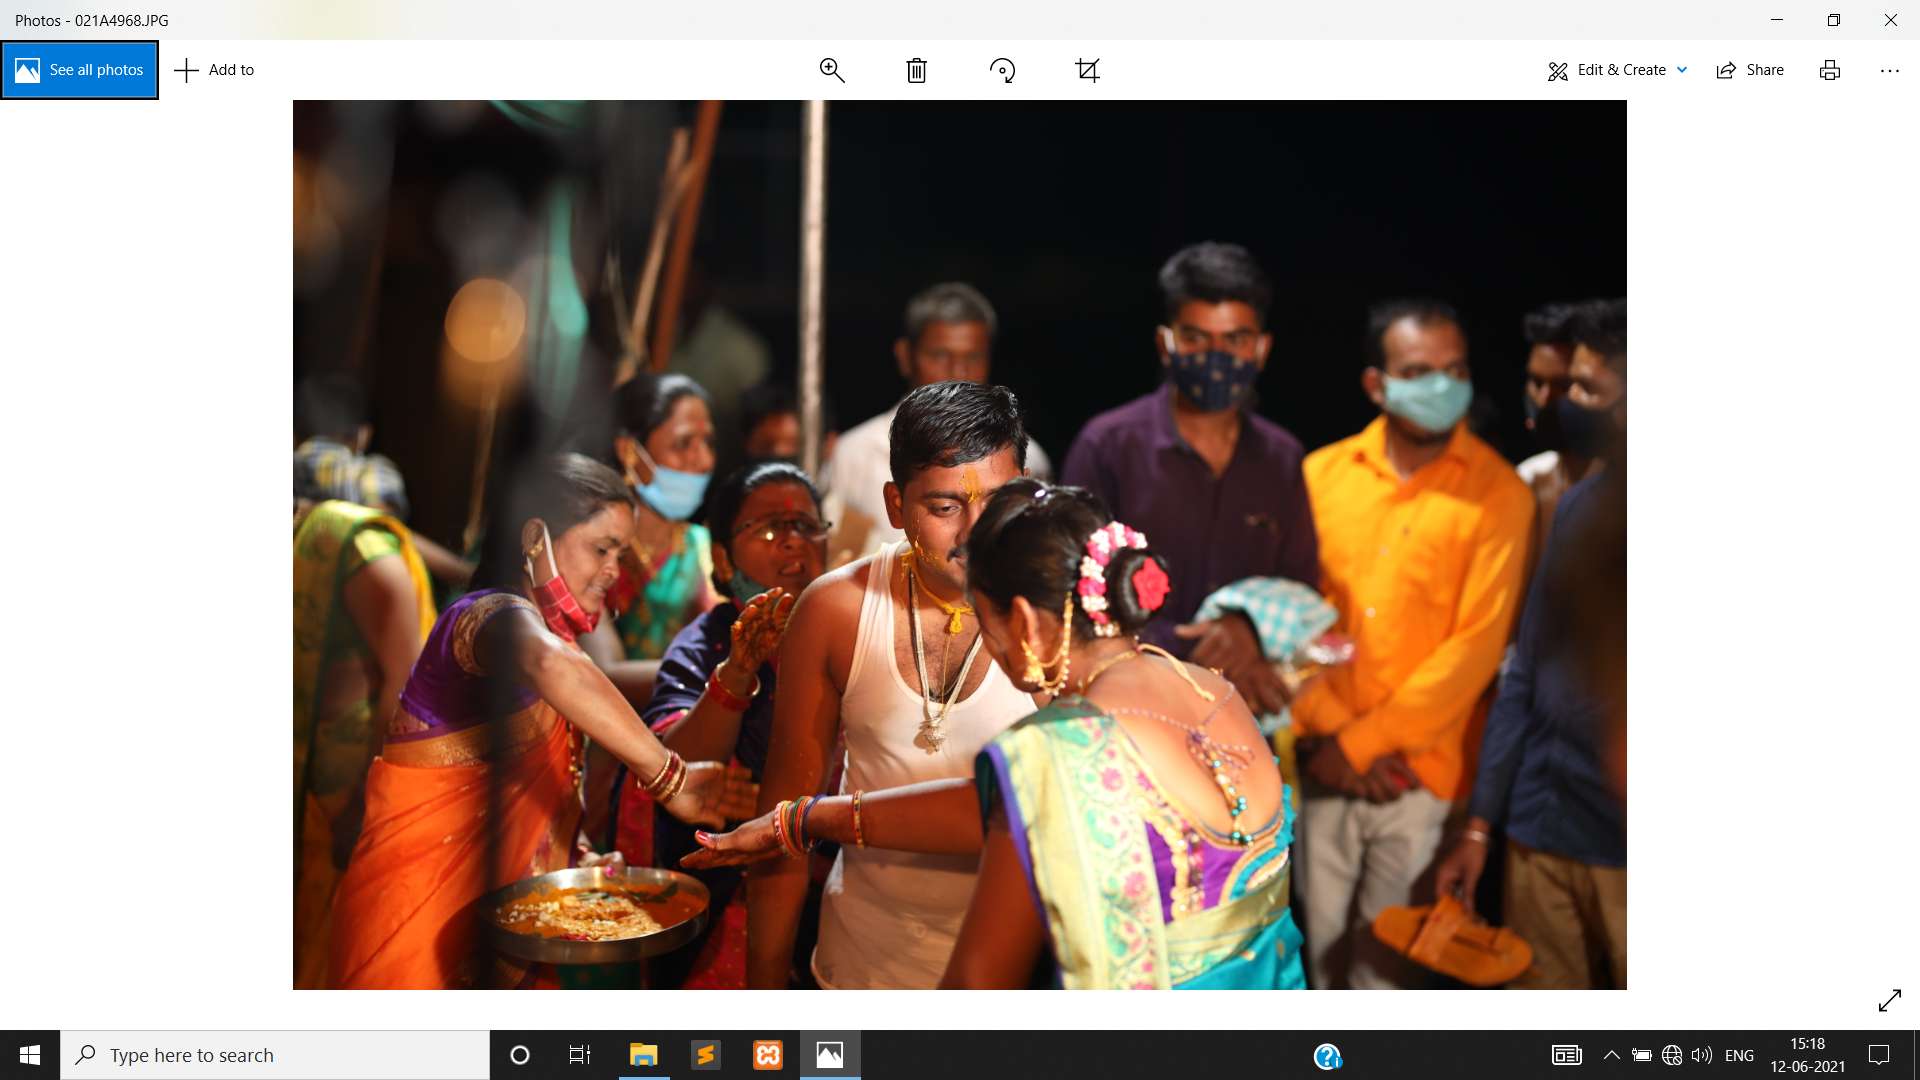 Photos - 021A4968.JPG
See all photos
Add to
Edit & Create
Share
Type here to search
ENG
15:18
12-06-2021